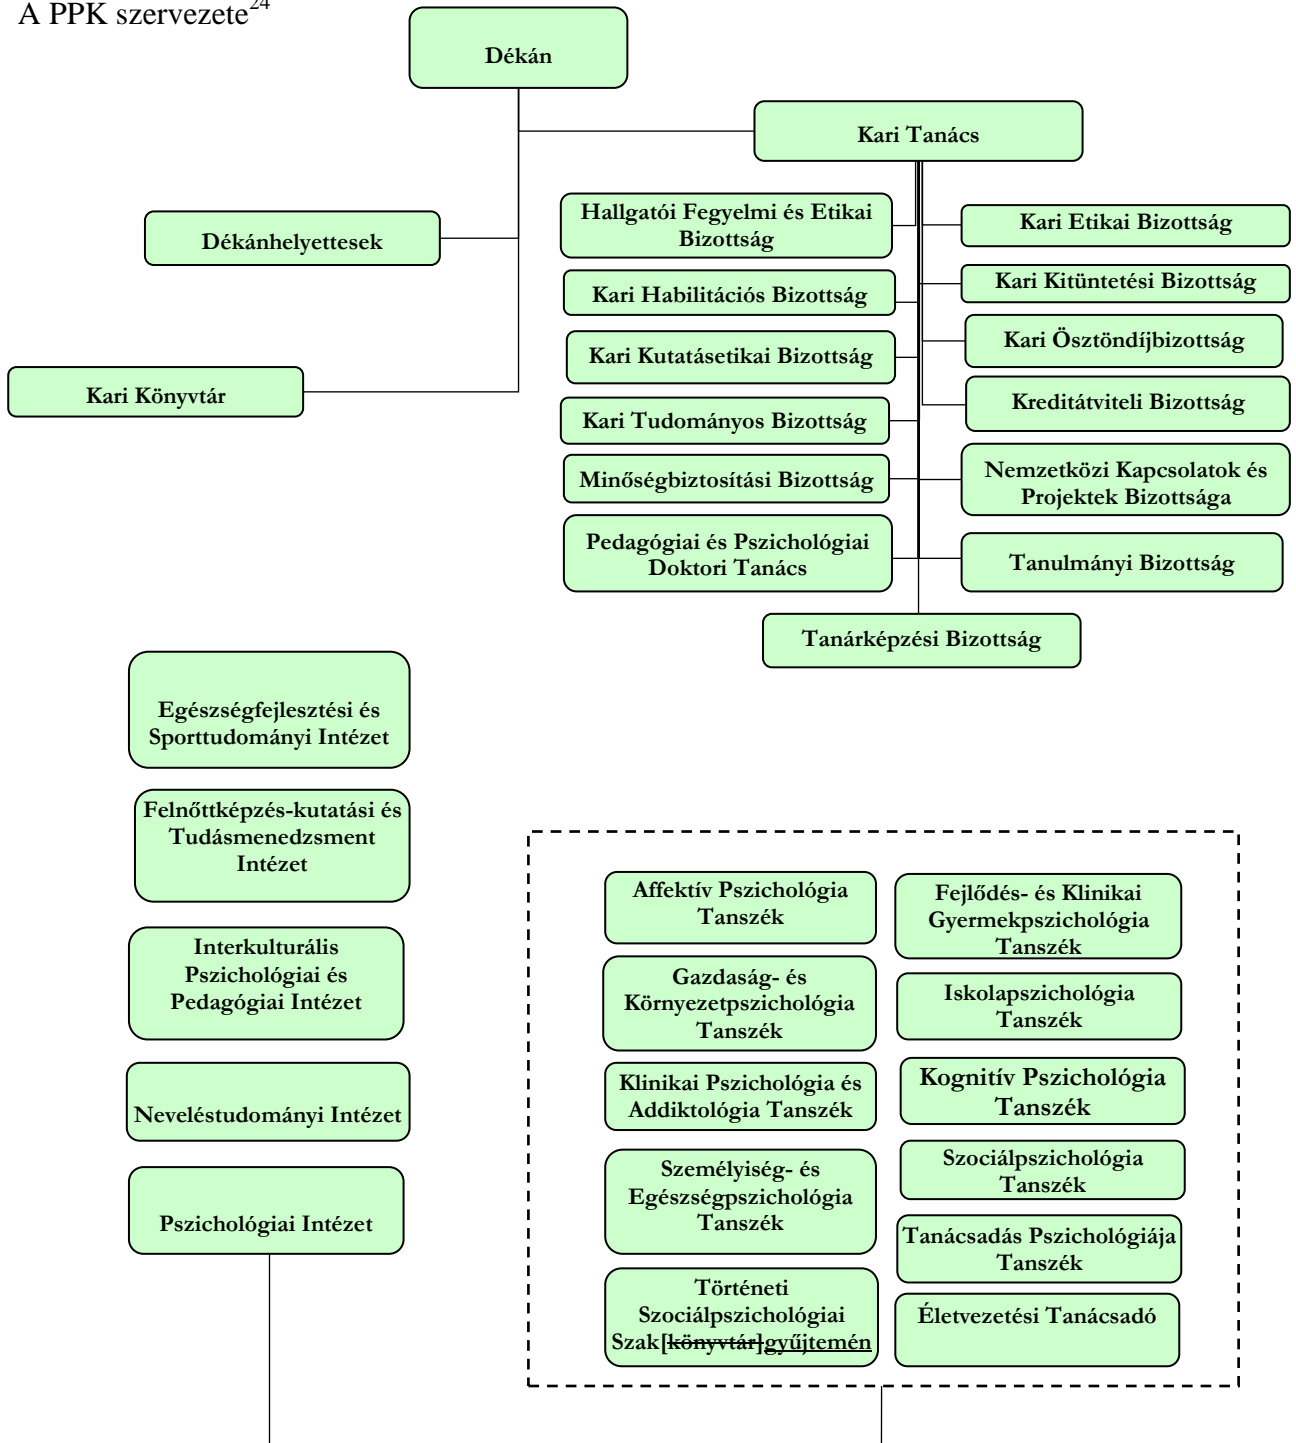 A PPK szervezete24
Dékán
Kari Tanács
Hallgatói Fegyelmi és Etikai
Bizottság
Kari Etikai Bizottság
Dékánhelyettesek
Kari Habilitációs Bizottság
Kari Kitüntetési Bizottság
Kari Kutatásetikai Bizottság
Kari Ösztöndíjbizottság
Kari Könyvtár
Kari Tudományos Bizottság
Kreditátviteli Bizottság
Minőségbiztosítási Bizottság
Nemzetközi Kapcsolatok és
Projektek Bizottsága
Pedagógiai és Pszichológiai
Doktori Tanács
Tanulmányi Bizottság
Tanárképzési Bizottság
Egészségfejlesztési és
Sporttudományi Intézet
Felnőttképzés-kutatási és
Tudásmenedzsment
Intézet
Interkulturális
Pszichológiai és
Pedagógiai Intézet
Neveléstudományi Intézet
Pszichológiai Intézet
Affektív Pszichológia
Tanszék
Fejlődés- és Klinikai
Gyermekpszichológia
Tanszék
Gazdaság- és
Környezetpszichológia
Tanszék
Iskolapszichológia
Tanszék
Klinikai Pszichológia és
Addiktológia Tanszék
Kognitív Pszichológia
Tanszék
Személyiség- és
Egészségpszichológia
Tanszék
Szociálpszichológia
Tanszék
Tanácsadás Pszichológiája
Tanszék
Történeti
Szociálpszichológiai
Szak[könyvtár]gyűjtemén
Életvezetési Tanácsadó